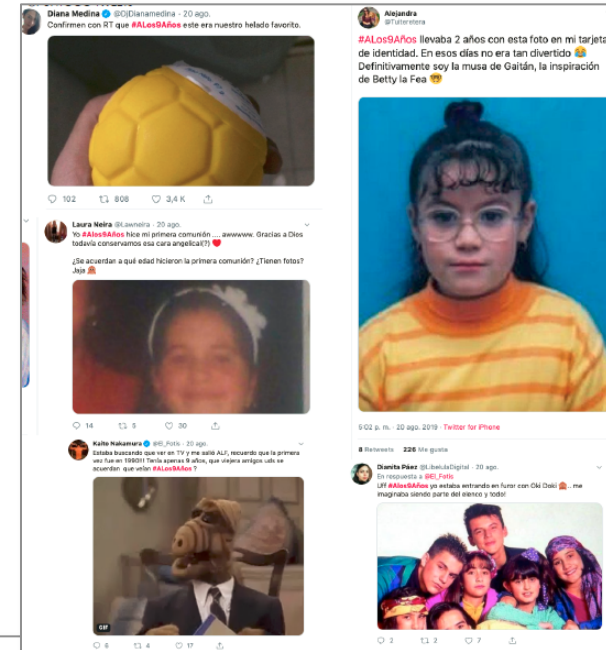 Diana Medina @DjDianamedina · 20 ago.
Confirmen con RT que #ALos9Años este era nuestro helado favorito.
102 808 3,4 K
Laura Neira @Lawneira · 20 ago.
Yo #ALos9Años hice mi primera comunión .... awwwww. Gracias a Dios
todavía conservamos esa cara angelical(?)
¿Se acuerdan a qué edad hicieron la primera comunión? ¿Tienen fotos?
Jaja
14 5 30
Kaito Nakamura @El_Fotis · 20 ago.
Estaba buscando que ver en TV y me salió ALF, recuerdo que la primera
vez fue en 1990!!! Tenía apenas 9 años, que viejera amigos uds se
acuerdan que veían #ALos9Años ?
GIF
6 4 17
Alejandra
@Tuiteretera
#ALos9Años llevaba 2 años con esta foto en mi tarjeta
de identidad. En esos días no era tan divertido
Definitivamente soy la musa de Gaitán, la inspiración
de Betty la Fea
5:02 p. m. · 20 ago. 2019 · Twitter for iPhone
8 Retweets 226 Me gusta
Dianita Páez @LibelulaDigital · 20 ago.
En respuesta a @El_Fotis
Uff #ALos9Años yo estaba entrando en furor con Oki Doki .. me
imaginaba siendo parte del elenco y todo!
2 2 7